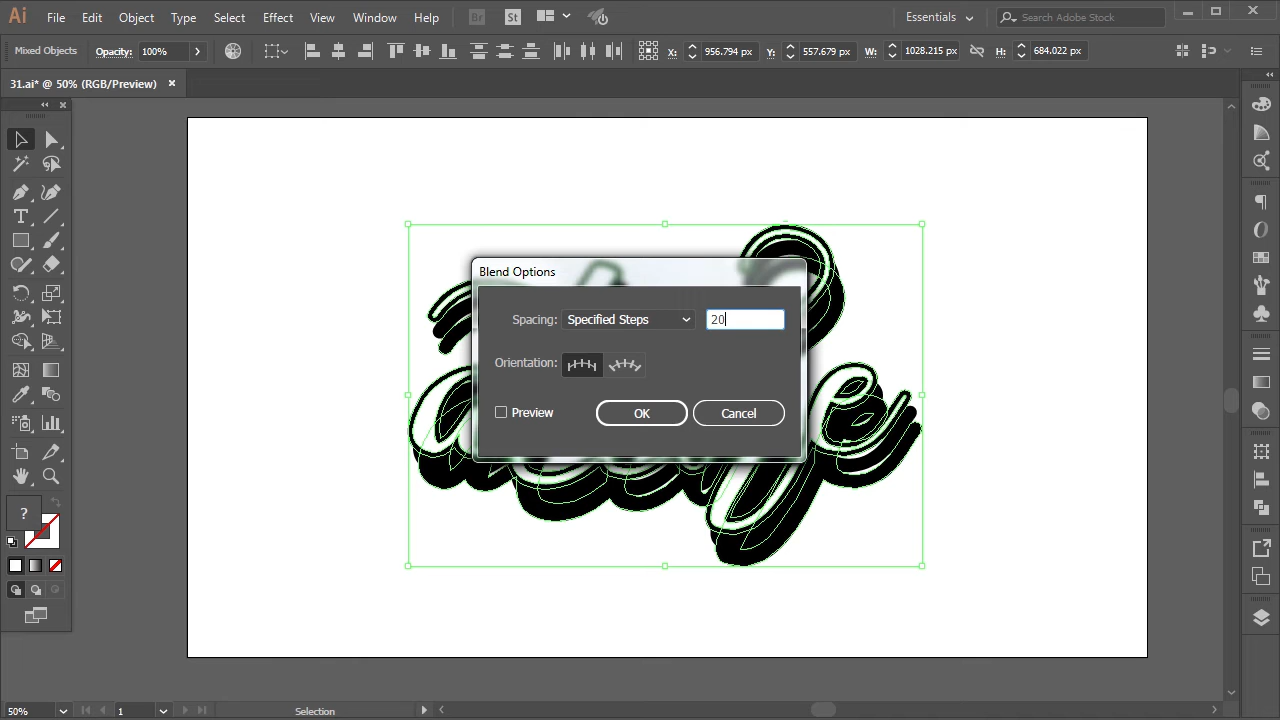 Ai File Edit Object Type Select Effect View Window Help Br St Essentials Search Adobe Stock
Mixed Objects Opacity: 100% X: 956.794 px Y: 557.679 px W: 1028.215 px H: 684.022 px
31.ai* @ 50% (RGB/Preview)
Blend Options
Spacing: Specified Steps 20
Orientation:
Preview OK Cancel
?
50% 1 Selection